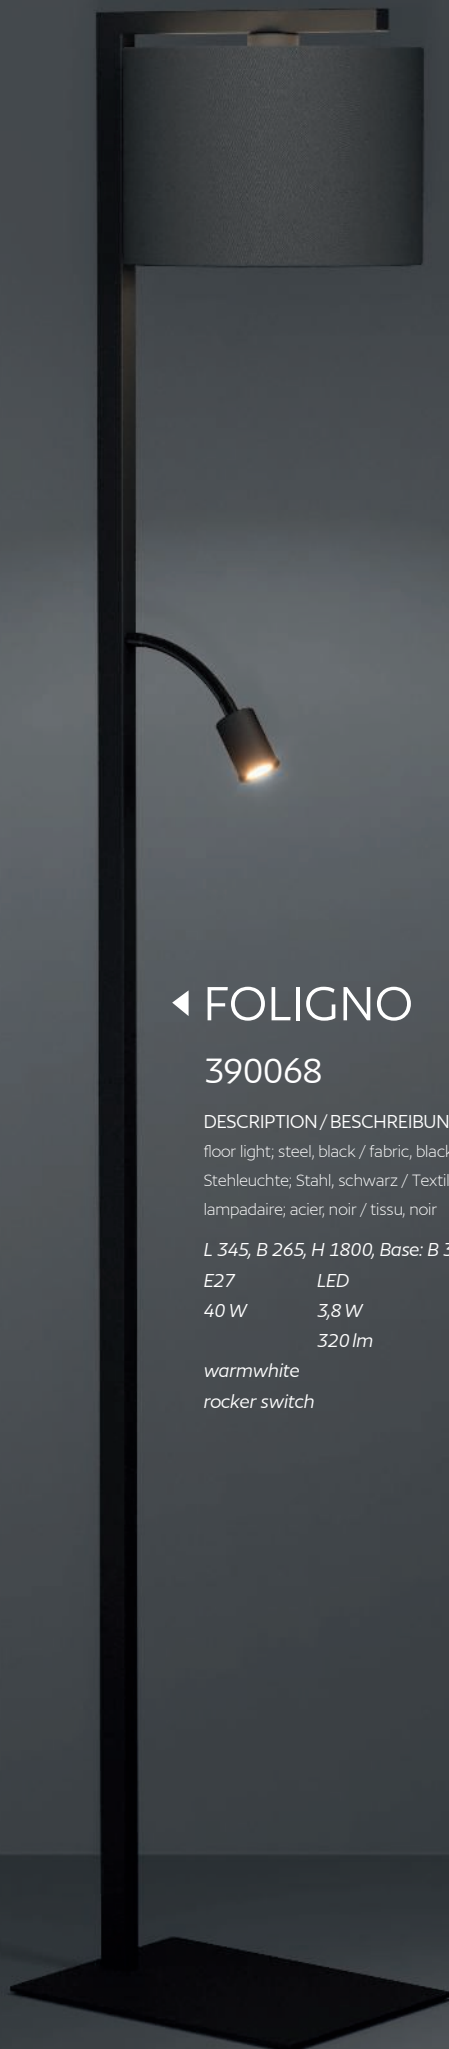 FOLIGNO
390068
DESCRIPTION / BESCHREIBUN
floor light; steel, black / fabric, black
Stehleuchte; Stahl, schwarz / Textil
lampadaire; acier, noir / tissu, noir
L 345, B 265, H 1800, Base: B 3
E27 LED
40 W 3,8 W
320 lm
warmwhite
rocker switch